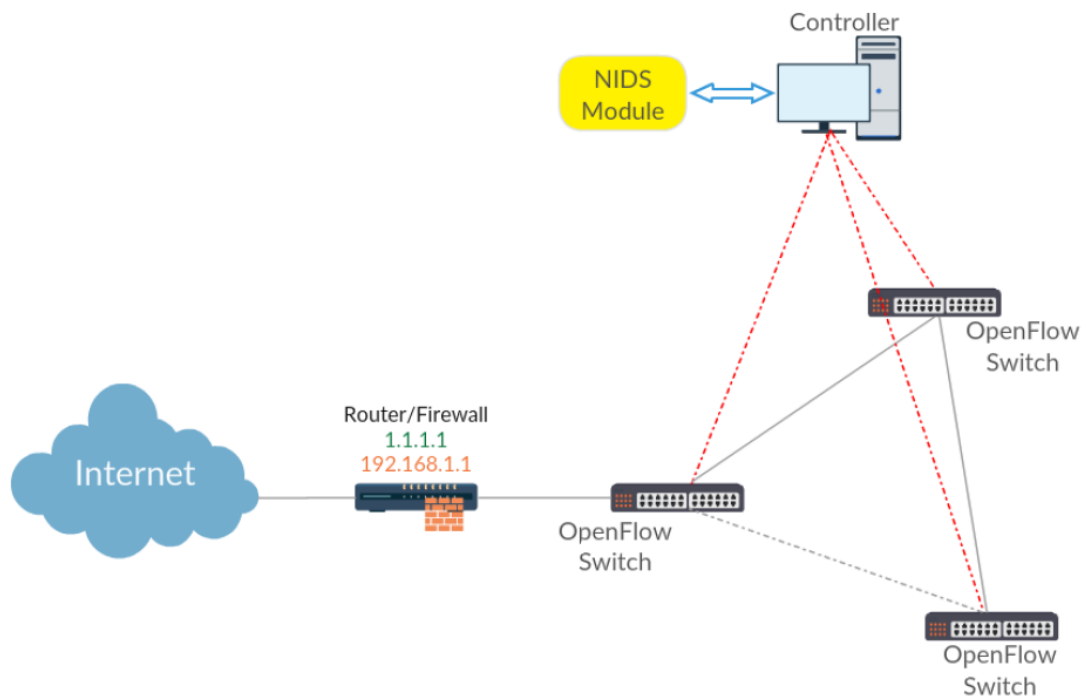 Controller
NIDS
Module
OpenFlow
Switch
Router/Firewall
1.1.1.1
192.168.1.1
Internet
OpenFlow
Switch
OpenFlow
Switch